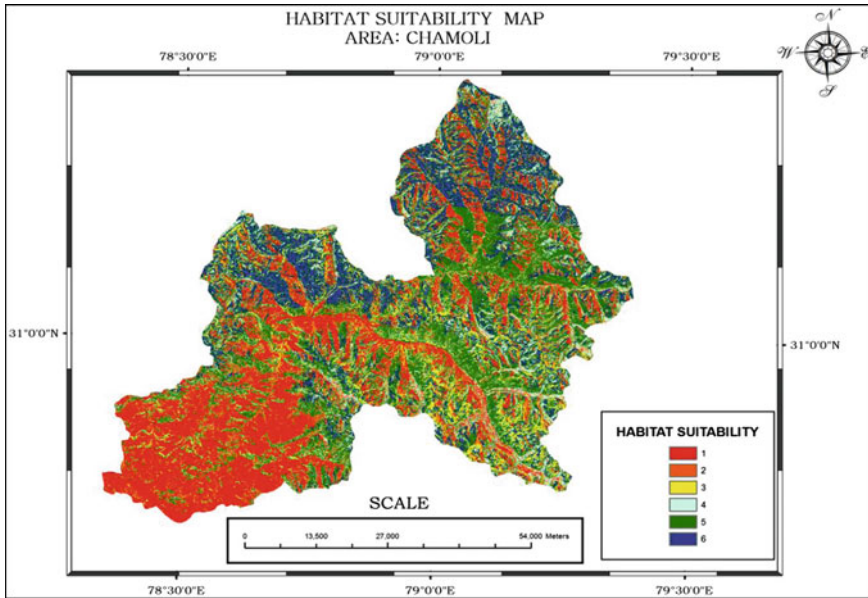 HABITAT SUITABILITY MAP
AREA: CHAMOLI
N
W E
S
78°30'0"E 79°0'0"E 79°30'0"E
31°0'0"N 31°0'0"N
HABITAT SUITABILITY
1
2
3
4
5
6
SCALE
0 13,500 27,000 54,000 Meters
78°30'0"E 79°0'0"E 79°30'0"E